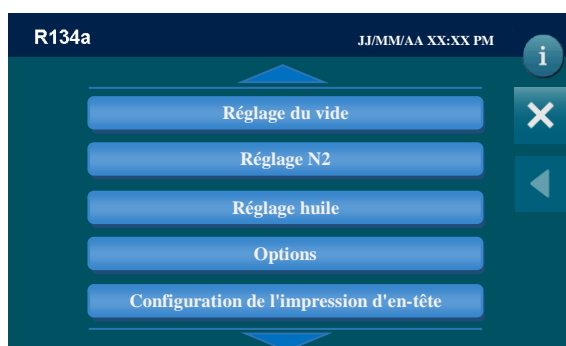 R134a
JJ/MM/AA XX:XX PM
i
Réglage du vide
Réglage N2
Réglage huile
Options
Configuration de l'impression d'en-tête